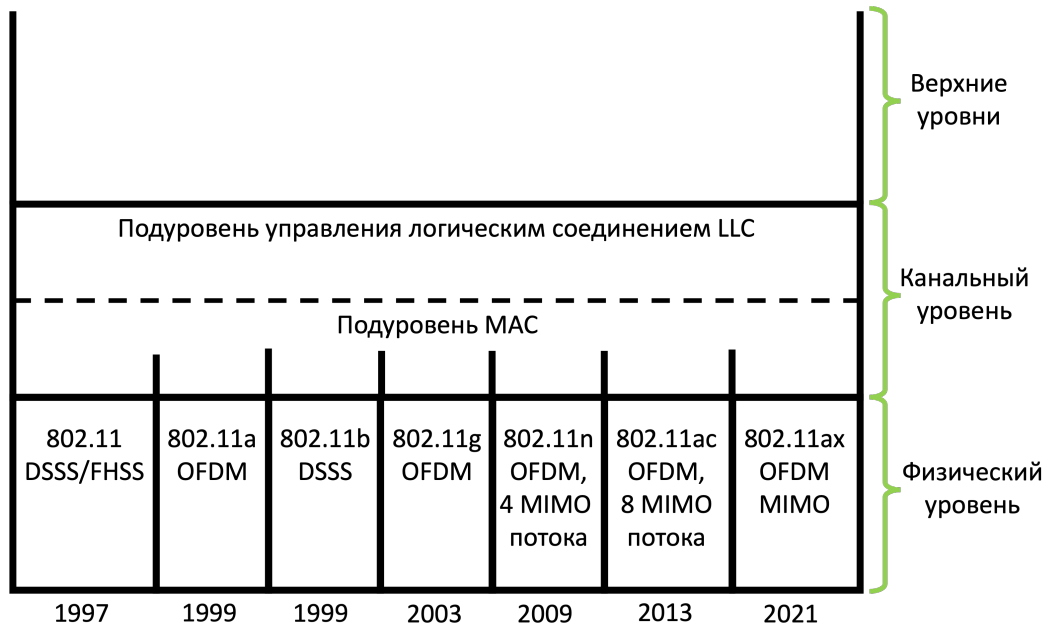 Верхние
уровни
Подуровень управления логическим соединением LLC
Канальный
уровень
Подуровень MAC
802.11
DSSS/FHSS
802.11a
OFDM
802.11b
DSSS
802.11g
OFDM
802.11n
OFDM,
4 MIMO
потока
802.11ac
OFDM,
8 MIMO
потока
802.11ax
OFDM
MIMO
Физический
уровень
1997
1999
1999
2003
2009
2013
2021